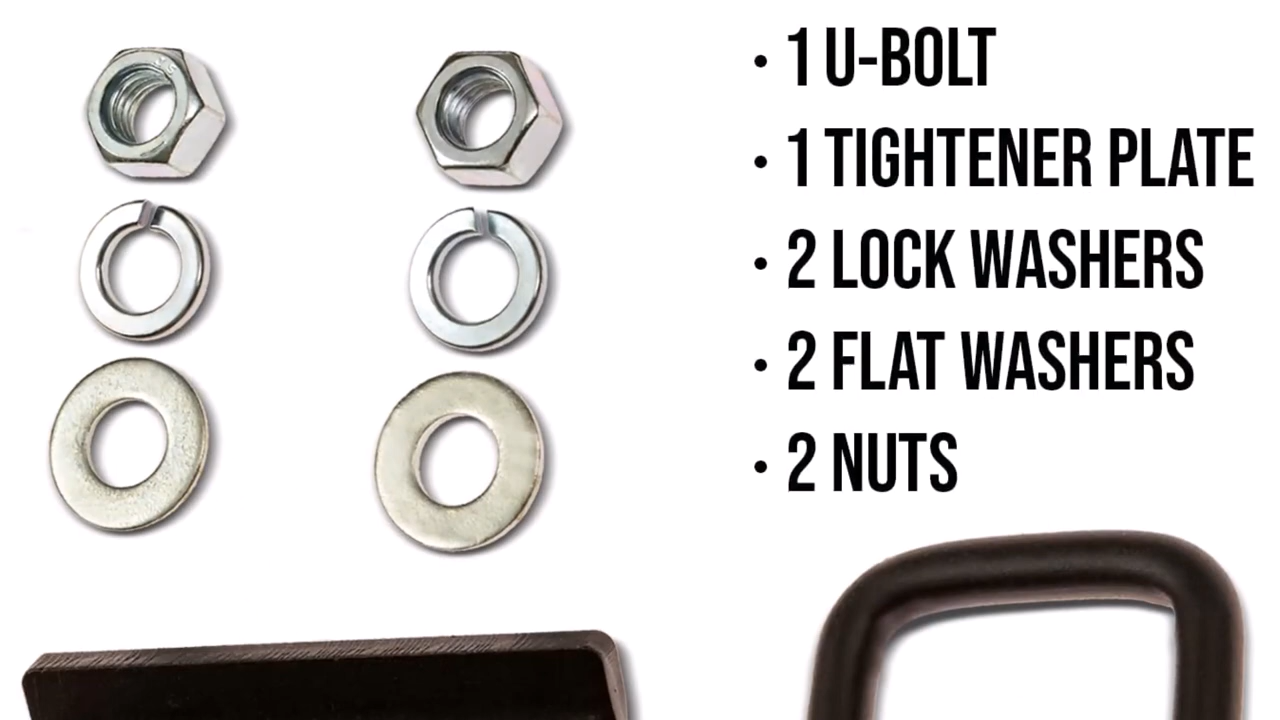 • 1 U-BOLT
• 1 TIGHTENER PLATE
• 2 LOCK WASHERS
• 2 FLAT WASHERS
• 2 NUTS